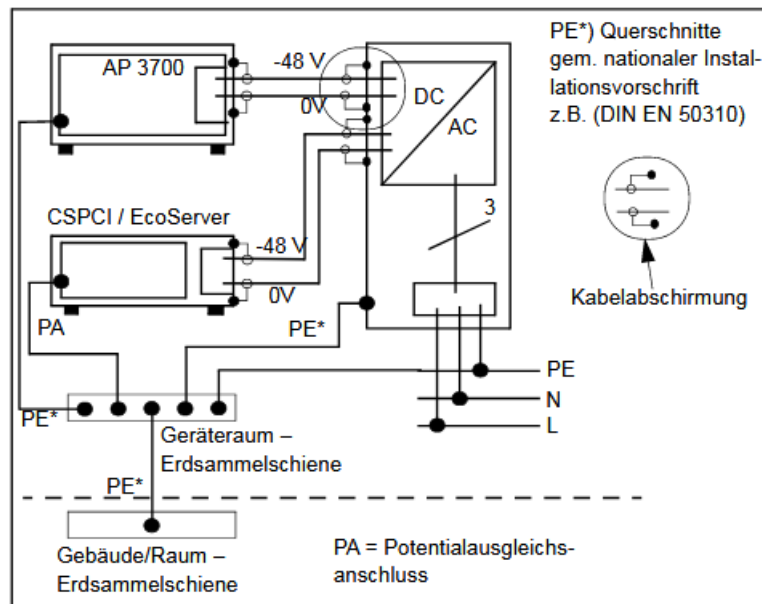 AP 3700
-48 V
0V
DC
AC
PE*) Querschnitte
gem. nationaler Instal-
lationsvorschrift
z.B. (DIN EN 50310)
CSPCI / EcoServer
-48 V
0V
3
Kabelabschirmung
PA
PE*
PE
N
L
PE*
Geräteraum –
Erdsammelschiene
PE*
Gebäude/Raum –
Erdsammelschiene
PA = Potentialausgleichs-
anschluss